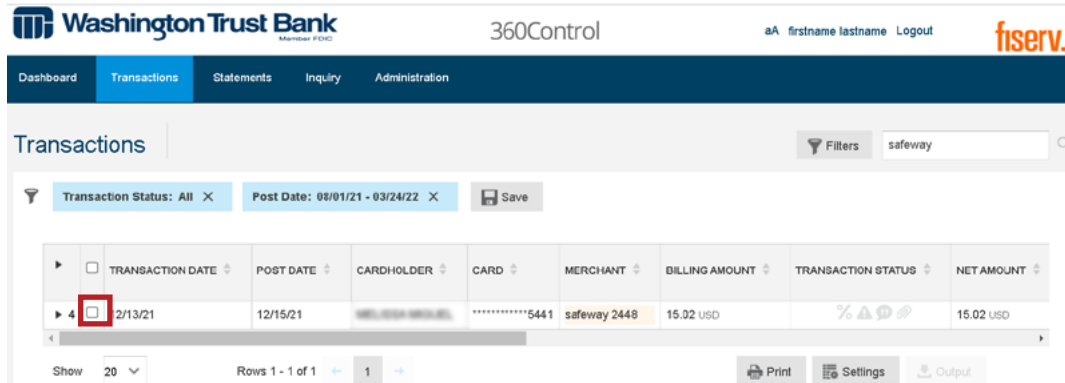 Washington Trust Bank
Member FDIC
360Control
aA firstname lastname Logout
fiserv.
Dashboard Transactions Statements Inquiry Administration
Transactions
Filters safeway
Transaction Status: All X Post Date: 08/01/21 - 03/24/22 X Save
TRANSACTION DATE POST DATE CARDHOLDER CARD MERCHANT BILLING AMOUNT TRANSACTION STATUS NET AMOUNT
4 12/13/21 12/15/21 ************5441 safeway 2448 15.02 USD 15.02 USD
Show 20 Rows 1 - 1 of 1 1 Print Settings Output